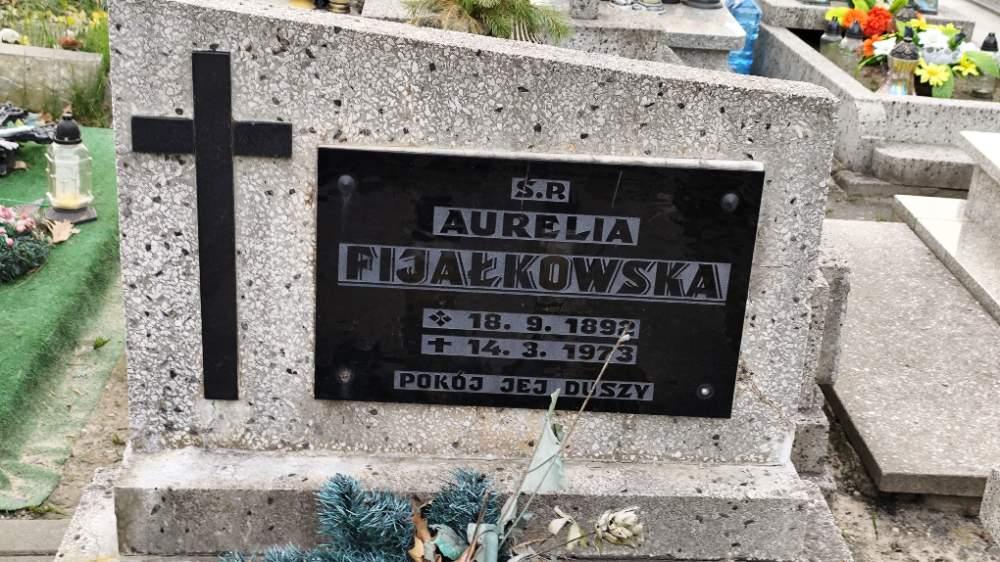 Ś.P.
AURELIA
FIJAŁKOWSKA
18. 9. 1892
14. 3. 1973
POKÓJ JEJ DUSZY